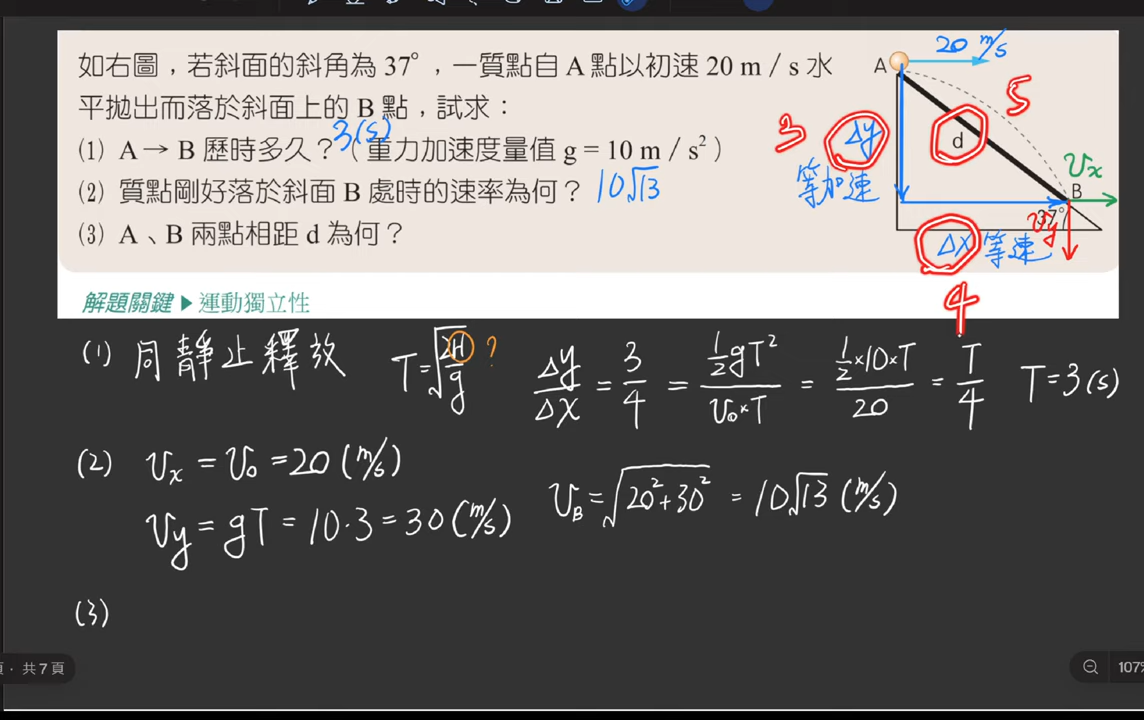 如右圖，若斜面的斜角為 37°，一質點自 A 點以初速 20 m / s 水
平拋出而落於斜面上的 B 點，試求：
(1) A → B 歷時多久？（重力加速度量值 g = 10 m / s²）
3(s)
(2) 質點剛好落於斜面 B 處時的速率為何？ 10√13
(3) A、B 兩點相距 d 為何？
解題關鍵▶運動獨立性
20 m/s
A
5
3
Δy
d
等加速
Vx
B
37°
Vy
Δx 等速
4
(1) 同靜止釋放 T=√(2H/g) ? Δy/Δx = 3/4 = (½gT²)/(V₀×T) = (½×10×T)/20 = T/4 T=3(s)
(2) Vx = V₀ = 20 (m/s)
Vy = gT = 10·3 = 30 (m/s) V_B = √(20²+30²) = 10√13 (m/s)
(3)
頁 · 共 7 頁
107%